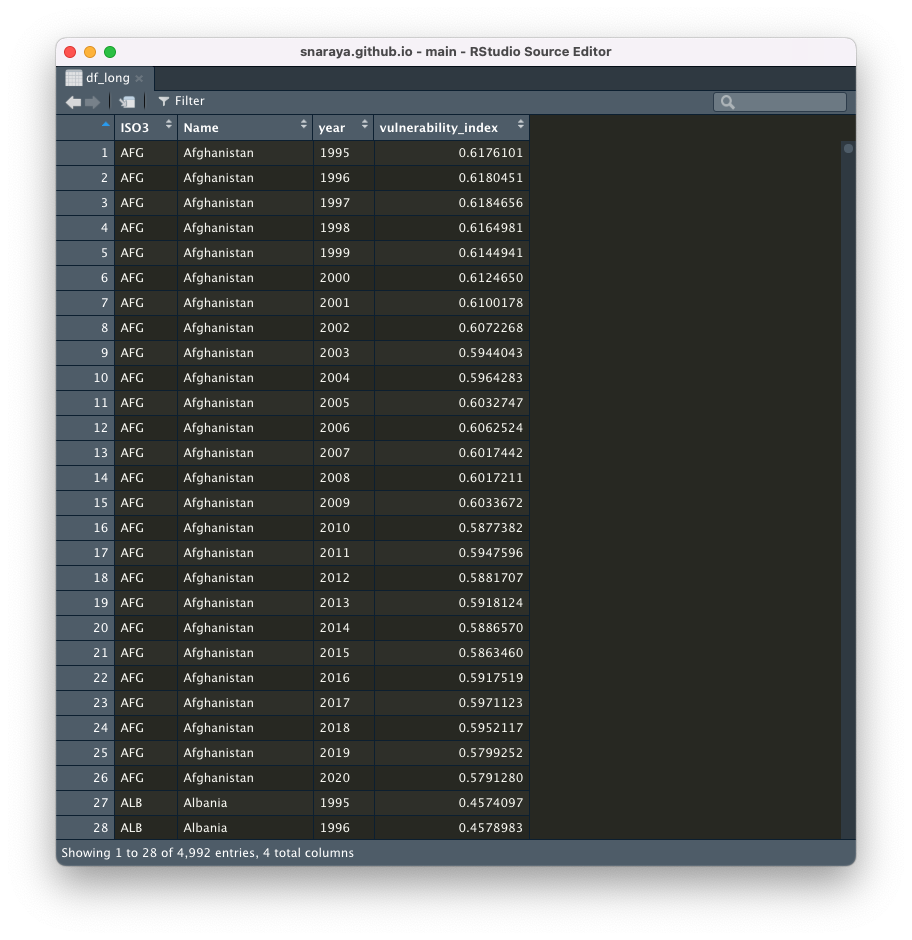 snaraya.github.io - main - RStudio Source Editor
df_long
Filter
ISO3 Name year vulnerability_index
1 AFG Afghanistan 1995 0.6176101
2 AFG Afghanistan 1996 0.6180451
3 AFG Afghanistan 1997 0.6184656
4 AFG Afghanistan 1998 0.6164981
5 AFG Afghanistan 1999 0.6144941
6 AFG Afghanistan 2000 0.6124650
7 AFG Afghanistan 2001 0.6100178
8 AFG Afghanistan 2002 0.6072268
9 AFG Afghanistan 2003 0.5944043
10 AFG Afghanistan 2004 0.5964283
11 AFG Afghanistan 2005 0.6032747
12 AFG Afghanistan 2006 0.6062524
13 AFG Afghanistan 2007 0.6017442
14 AFG Afghanistan 2008 0.6017211
15 AFG Afghanistan 2009 0.6033672
16 AFG Afghanistan 2010 0.5877382
17 AFG Afghanistan 2011 0.5947596
18 AFG Afghanistan 2012 0.5881707
19 AFG Afghanistan 2013 0.5918124
20 AFG Afghanistan 2014 0.5886570
21 AFG Afghanistan 2015 0.5863460
22 AFG Afghanistan 2016 0.5917519
23 AFG Afghanistan 2017 0.5971123
24 AFG Afghanistan 2018 0.5952117
25 AFG Afghanistan 2019 0.5799252
26 AFG Afghanistan 2020 0.5791280
27 ALB Albania 1995 0.4574097
28 ALB Albania 1996 0.4578983
Showing 1 to 28 of 4,992 entries, 4 total columns